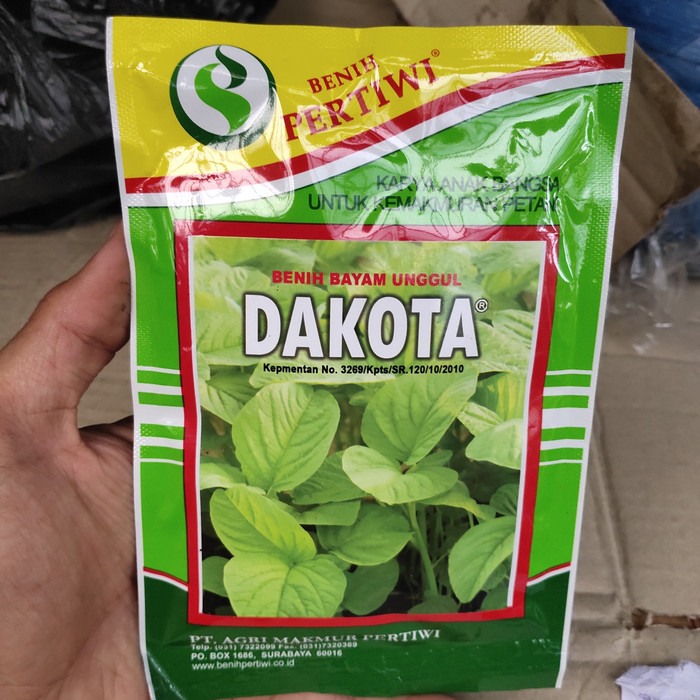 BENIH
PERTIWI®
KARYA ANAK BANGSA
UNTUK KEMAKMURAN PETANI
BENIH BAYAM UNGGUL
DAKOTA®
Kepmentan No. 3269/Kpts/SR.120/10/2010
PT. AGRI MAKMUR PERTIWI
Telp. (031) 7322099 Fax. (031)7320369
PO. BOX 1686, SURABAYA 60016
www.benihpertiwi.co.id